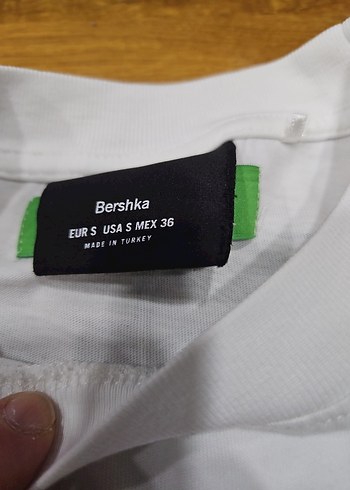 Bershka
EUR S USA S MEX 36
MADE IN TURKEY